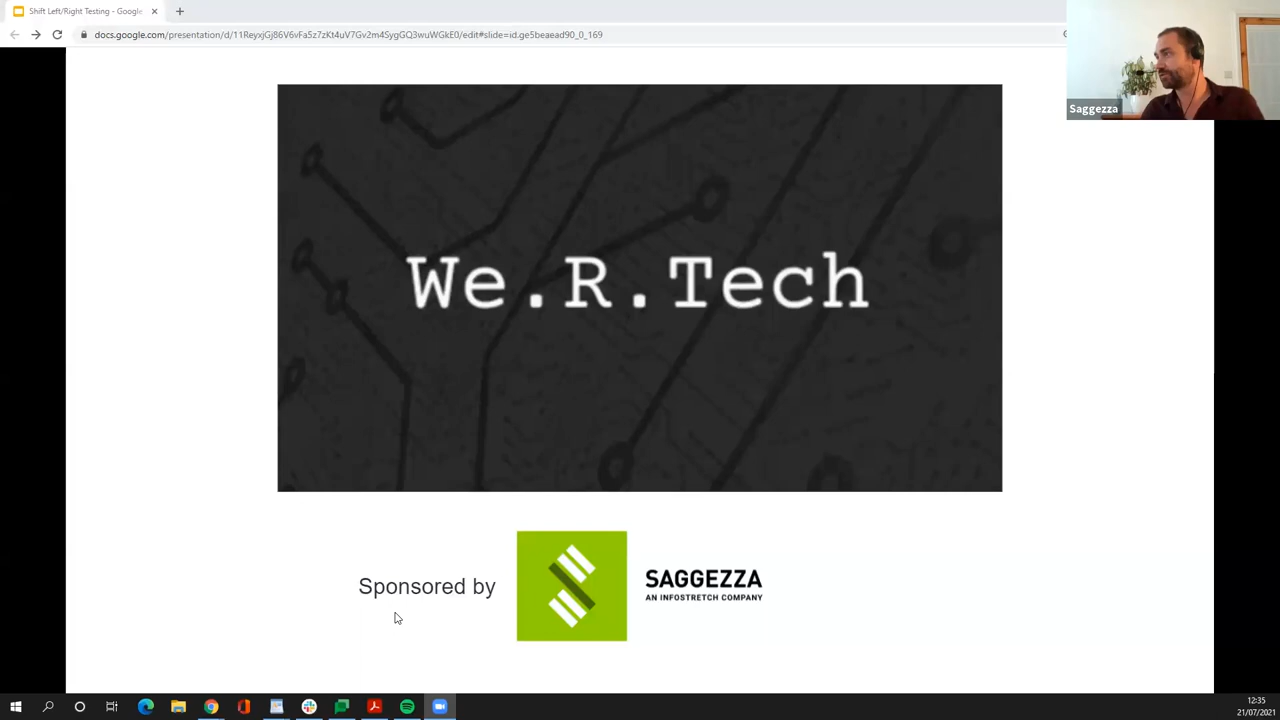 Shift Left/Right Testing - Google
docs.google.com/presentation/d/11ReyxjGj86V6vFa5z7zKt4uV7Gv2m4SygGQ3wuWGkE0/edit#slide=id.ge5beaead90_0_169
Saggezza
We.R.Tech
Sponsored by
SAGGEZZA
AN INFOSTRETCH COMPANY
12:35
21/07/2021